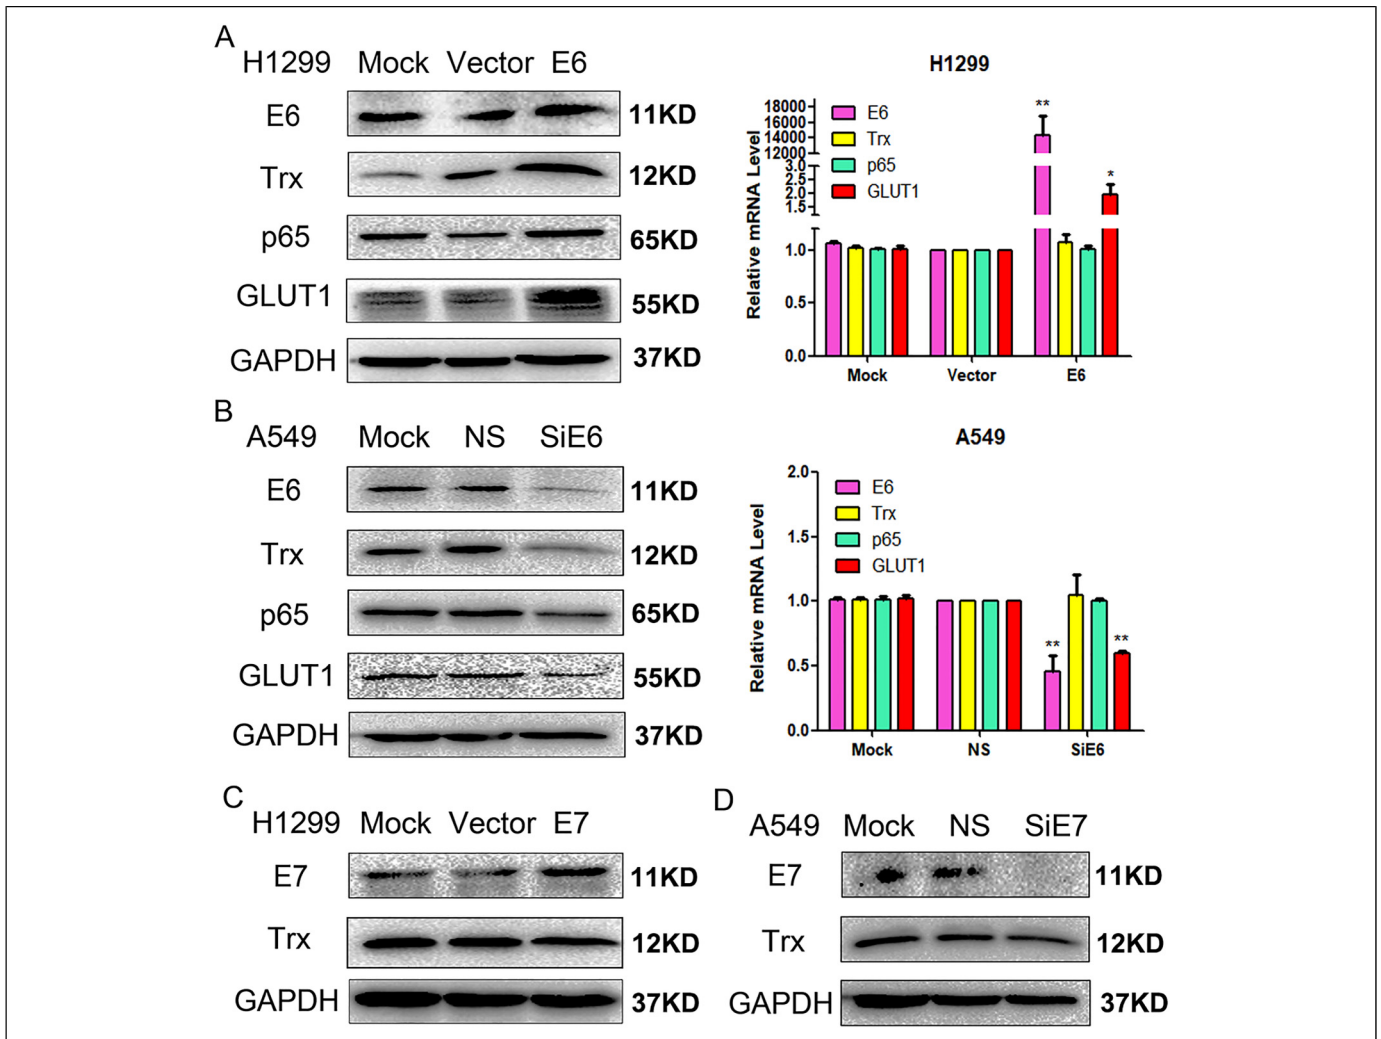 A
H1299 Mock Vector E6
E6 11KD
Trx 12KD
p65 65KD
GLUT1 55KD
GAPDH 37KD
H1299
Relative mRNA Level
18000
16000
14000
12000
3.0
2.5
2.0
1.5
1.0
0.5
0.0
E6
Trx
p65
GLUT1
**
*
Mock Vector E6
B
A549 Mock NS SiE6
E6 11KD
Trx 12KD
p65 65KD
GLUT1 55KD
GAPDH 37KD
A549
Relative mRNA Level
2.0
1.5
1.0
0.5
0.0
E6
Trx
p65
GLUT1
**
**
Mock NS SiE6
C
H1299 Mock Vector E7
E7 11KD
Trx 12KD
GAPDH 37KD
D
A549 Mock NS SiE7
E7 11KD
Trx 12KD
GAPDH 37KD